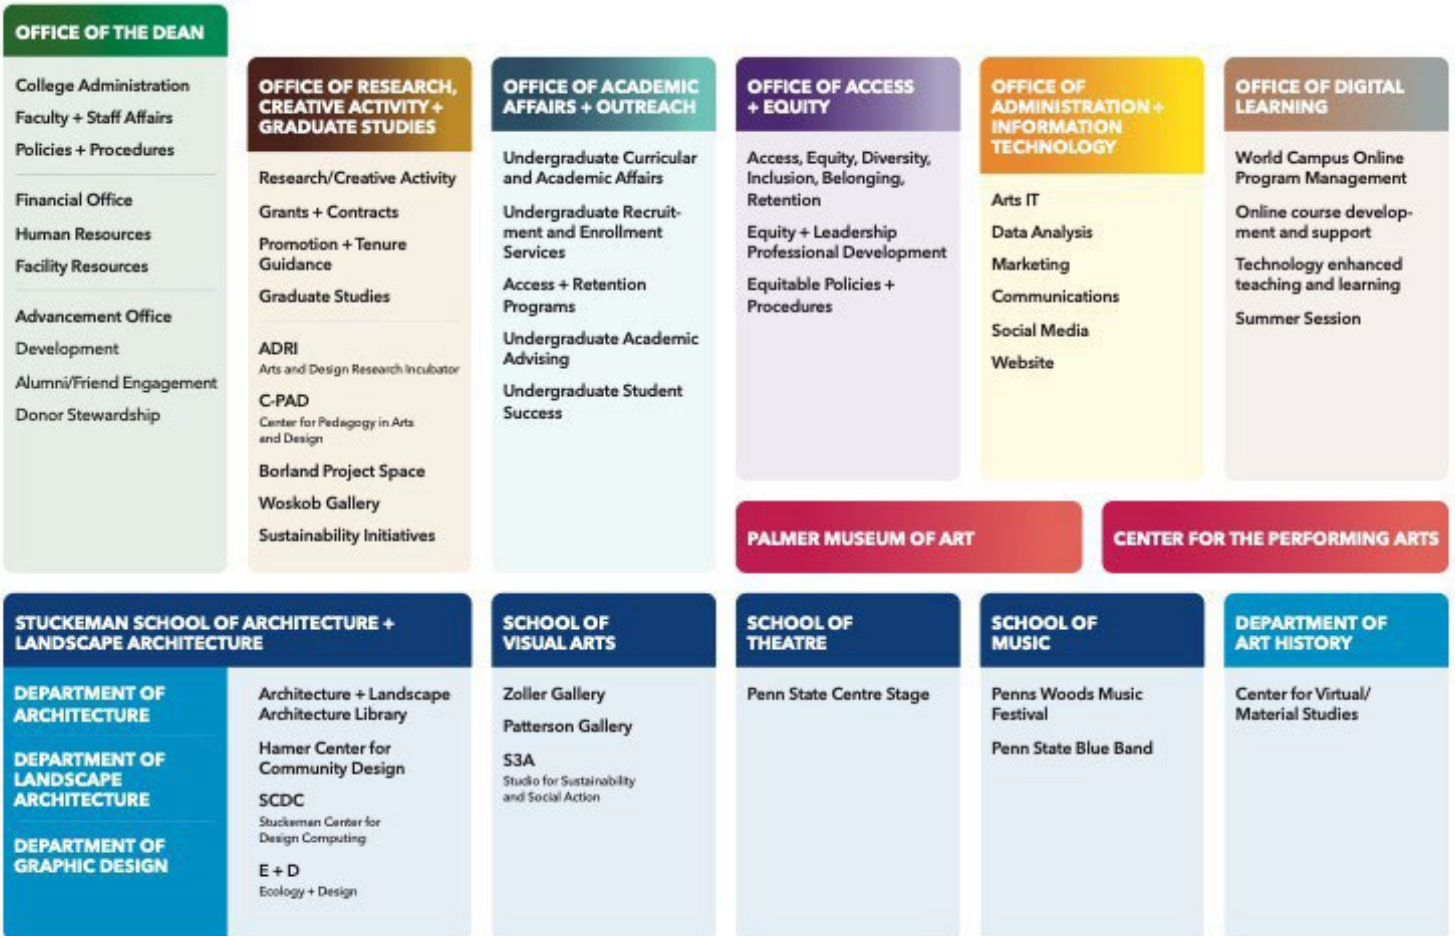 OFFICE OF THE DEAN
College Administration
Faculty + Staff Affairs
Policies + Procedures
Financial Office
Human Resources
Facility Resources
Advancement Office
Development
Alumni/Friend Engagement
Donor Stewardship
OFFICE OF RESEARCH,
CREATIVE ACTIVITY +
GRADUATE STUDIES
Research/Creative Activity
Grants + Contracts
Promotion + Tenure
Guidance
Graduate Studies
ADRI
Arts and Design Research Incubator
C-PAD
Center for Pedagogy in Arts
and Design
Borland Project Space
Woskob Gallery
Sustainability Initiatives
OFFICE OF ACADEMIC
AFFAIRS + OUTREACH
Undergraduate Curricular
and Academic Affairs
Undergraduate Recruit-
ment and Enrollment
Services
Access + Retention
Programs
Undergraduate Academic
Advising
Undergraduate Student
Success
OFFICE OF ACCESS
+ EQUITY
Access, Equity, Diversity,
Inclusion, Belonging,
Retention
Equity + Leadership
Professional Development
Equitable Policies +
Procedures
OFFICE OF
ADMINISTRATION +
INFORMATION
TECHNOLOGY
Arts IT
Data Analysis
Marketing
Communications
Social Media
Website
OFFICE OF DIGITAL
LEARNING
World Campus Online
Program Management
Online course develop-
ment and support
Technology enhanced
teaching and learning
Summer Session
PALMER MUSEUM OF ART
CENTER FOR THE PERFORMING ARTS
STUCKEMAN SCHOOL OF ARCHITECTURE +
LANDSCAPE ARCHITECTURE
DEPARTMENT OF
ARCHITECTURE
DEPARTMENT OF
LANDSCAPE
ARCHITECTURE
DEPARTMENT OF
GRAPHIC DESIGN
Architecture + Landscape
Architecture Library
Hamer Center for
Community Design
SCDC
Stuckeman Center for
Design Computing
E + D
Ecology + Design
SCHOOL OF
VISUAL ARTS
Zoller Gallery
Patterson Gallery
S3A
Studio for Sustainability
and Social Action
SCHOOL OF
THEATRE
Penn State Centre Stage
SCHOOL OF
MUSIC
Penns Woods Music
Festival
Penn State Blue Band
DEPARTMENT OF
ART HISTORY
Center for Virtual/
Material Studies